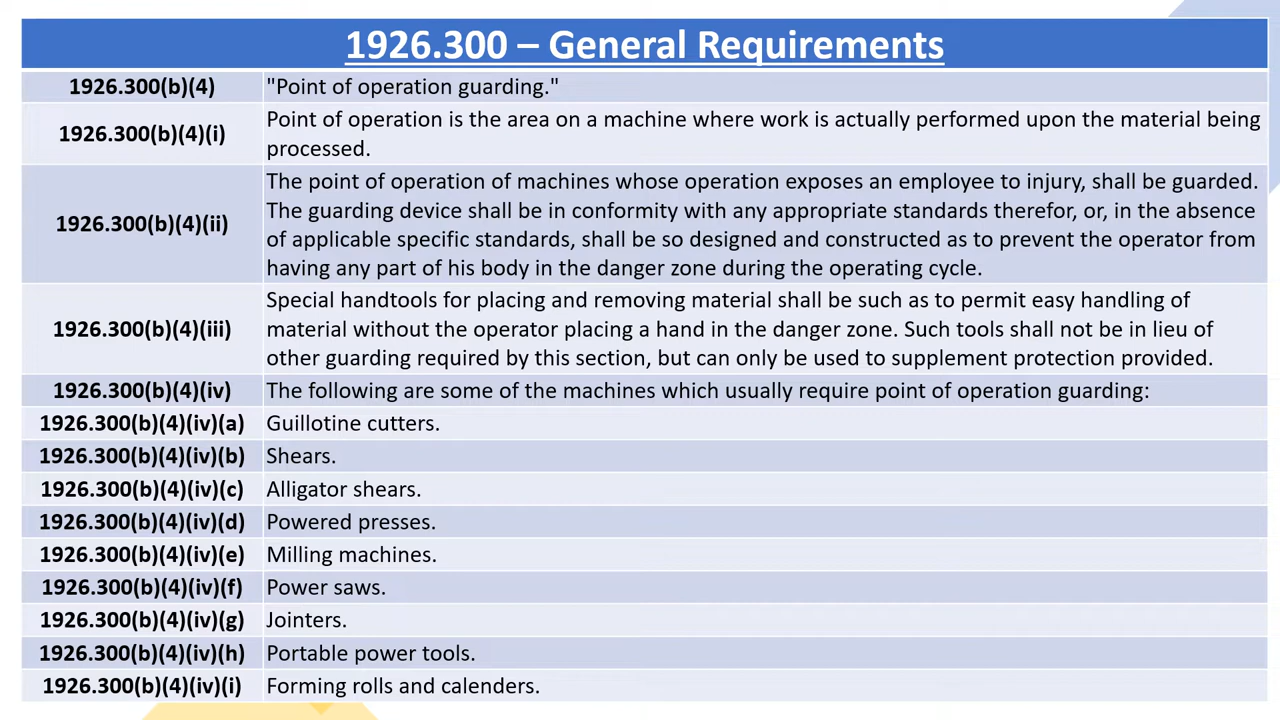 1926.300 – General Requirements
1926.300(b)(4) "Point of operation guarding."
1926.300(b)(4)(i) Point of operation is the area on a machine where work is actually performed upon the material being
processed.
1926.300(b)(4)(ii) The point of operation of machines whose operation exposes an employee to injury, shall be guarded.
The guarding device shall be in conformity with any appropriate standards therefor, or, in the absence
of applicable specific standards, shall be so designed and constructed as to prevent the operator from
having any part of his body in the danger zone during the operating cycle.
1926.300(b)(4)(iii) Special handtools for placing and removing material shall be such as to permit easy handling of
material without the operator placing a hand in the danger zone. Such tools shall not be in lieu of
other guarding required by this section, but can only be used to supplement protection provided.
1926.300(b)(4)(iv) The following are some of the machines which usually require point of operation guarding:
1926.300(b)(4)(iv)(a) Guillotine cutters.
1926.300(b)(4)(iv)(b) Shears.
1926.300(b)(4)(iv)(c) Alligator shears.
1926.300(b)(4)(iv)(d) Powered presses.
1926.300(b)(4)(iv)(e) Milling machines.
1926.300(b)(4)(iv)(f) Power saws.
1926.300(b)(4)(iv)(g) Jointers.
1926.300(b)(4)(iv)(h) Portable power tools.
1926.300(b)(4)(iv)(i) Forming rolls and calenders.